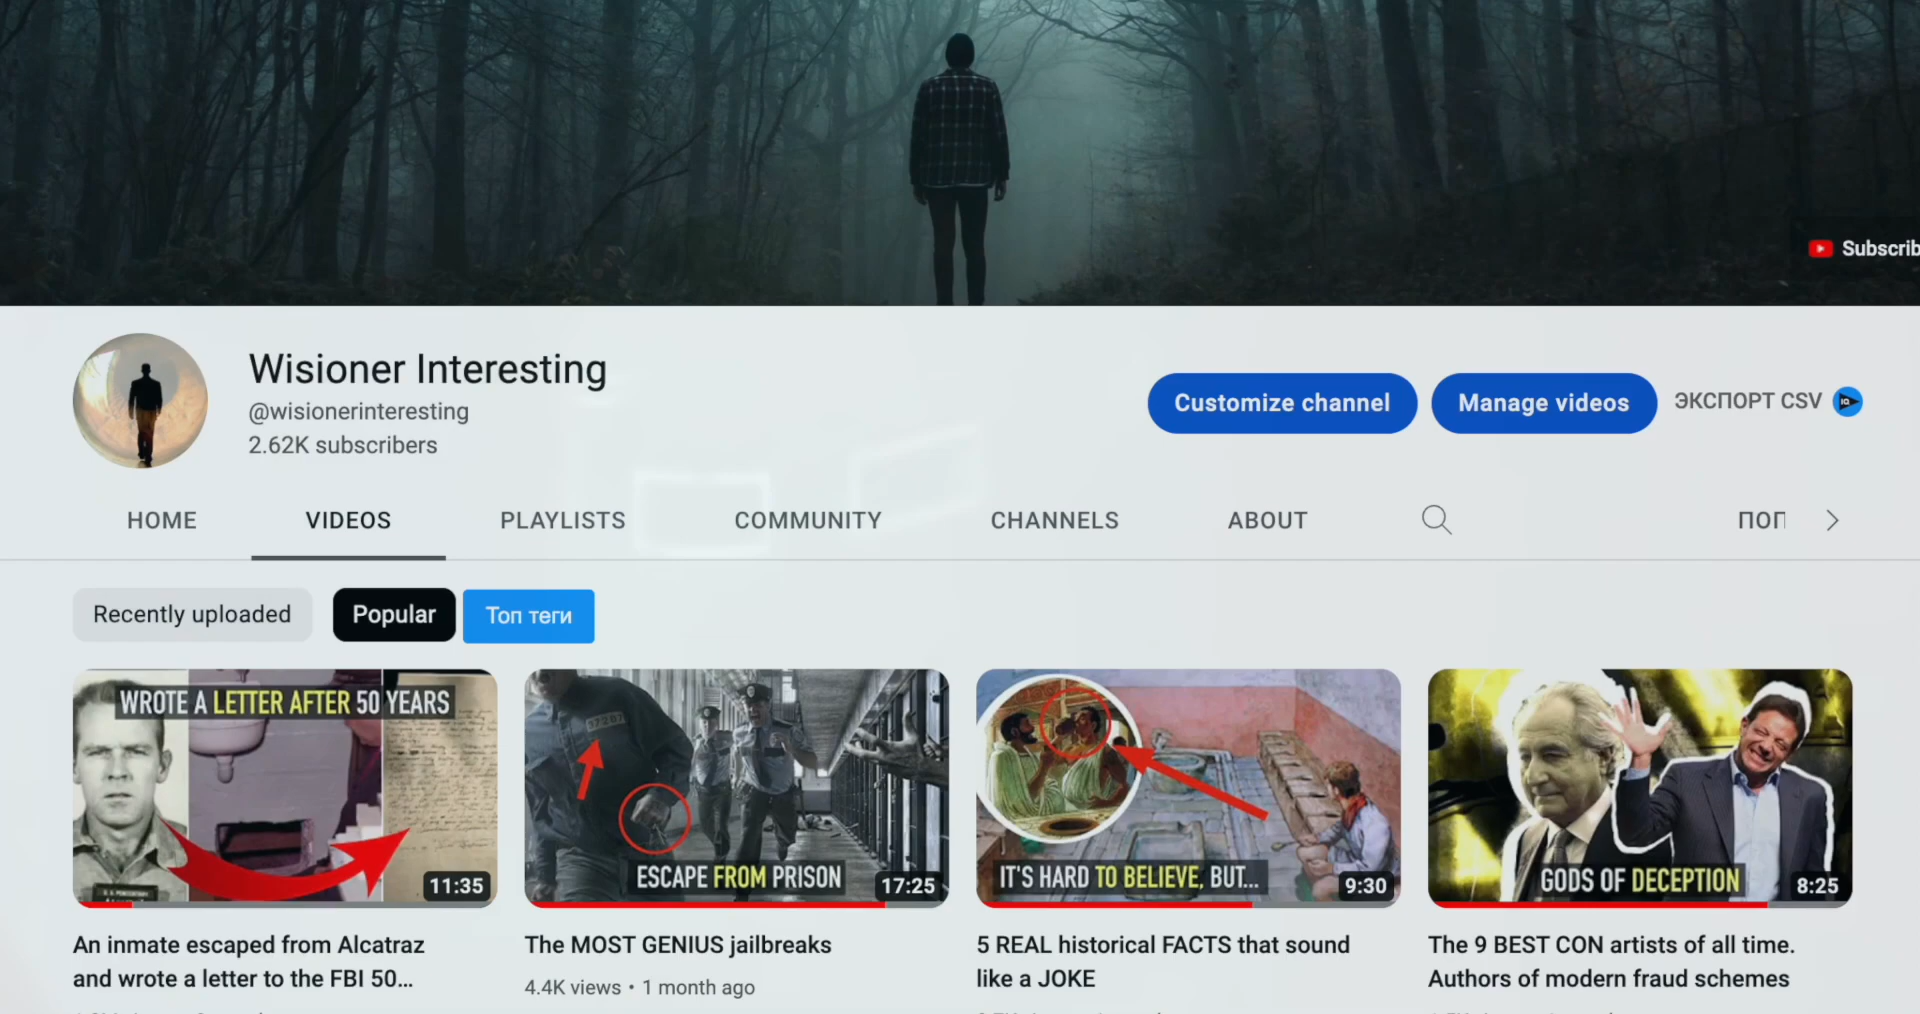 Subscrib
Wisioner Interesting
@wisionerinteresting
2.62K subscribers
Customize channel
Manage videos
ЭКСПОРТ CSV
HOME
VIDEOS
PLAYLISTS
COMMUNITY
CHANNELS
ABOUT
ПОП
Recently uploaded
Popular
Топ теги
WROTE A LETTER AFTER 50 YEARS
11:35
37207
ESCAPE FROM PRISON
17:25
IT'S HARD TO BELIEVE, BUT...
9:30
GODS OF DECEPTION
8:25
An inmate escaped from Alcatraz
and wrote a letter to the FBI 50...
The MOST GENIUS jailbreaks
4.4K views • 1 month ago
5 REAL historical FACTS that sound
like a JOKE
The 9 BEST CON artists of all time.
Authors of modern fraud schemes